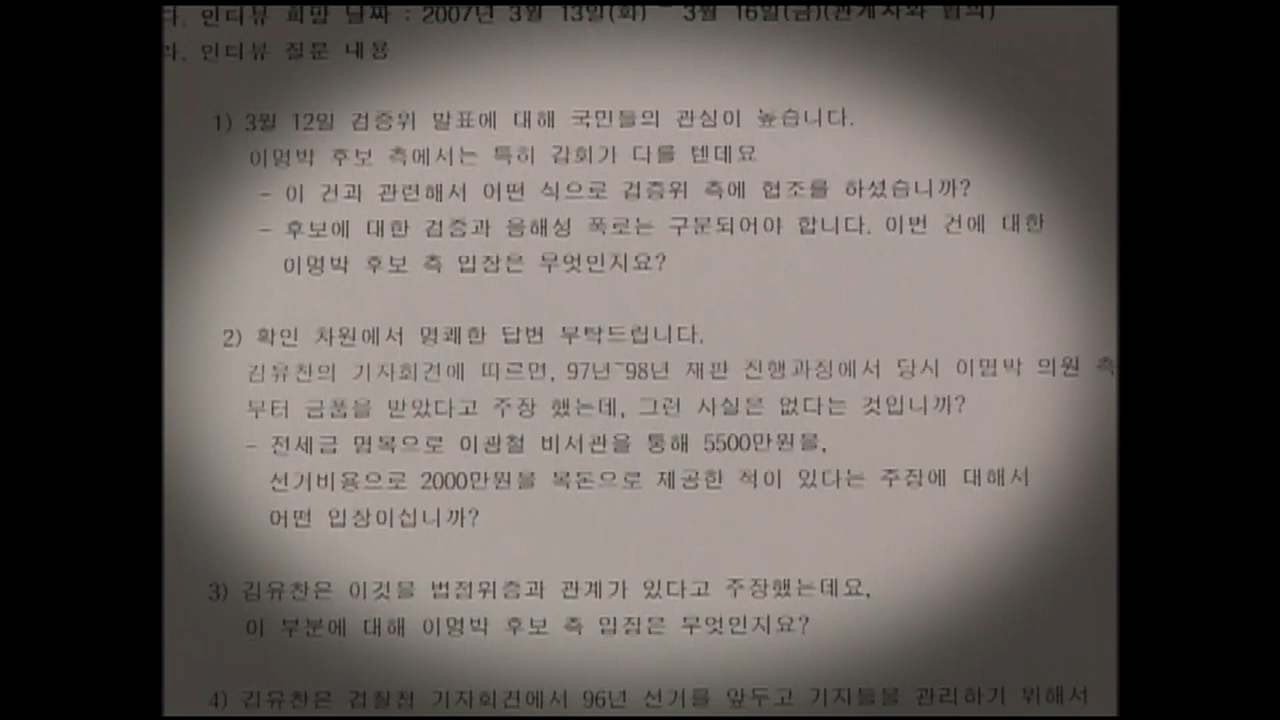 다. 인터뷰 희망 날짜 : 2007년 3월 13일(화) ~ 3월 16일(금)(관계자와 협의)
라. 인터뷰 질문 내용
1) 3월 12일 검증위 발표에 대해 국민들의 관심이 높습니다.
이명박 후보 측에서는 특히 감회가 다를 텐데요
- 이 건과 관련해서 어떤 식으로 검증위 측에 협조를 하셨습니까?
- 후보에 대한 검증과 음해성 폭로는 구분되어야 합니다. 이번 건에 대한
이명박 후보 측 입장은 무엇인지요?
2) 확인 차원에서 명쾌한 답변 부탁드립니다.
김유찬의 기자회견에 따르면, 97년~98년 재판 진행과정에서 당시 이명박 의원 측
부터 금품을 받았다고 주장 했는데, 그런 사실은 없다는 것입니까?
- 전세금 명목으로 이광철 비서관을 통해 5500만원을,
선거비용으로 2000만원을 목돈으로 제공한 적이 있다는 주장에 대해서
어떤 입장이십니까?
3) 김유찬은 이것을 법정위증과 관계가 있다고 주장했는데요,
이 부분에 대해 이명박 후보 측 입장은 무엇인지요?
4) 김유찬은 검찰청 기자회견에서 96년 선거를 앞두고 기자들을 관리하기 위해서